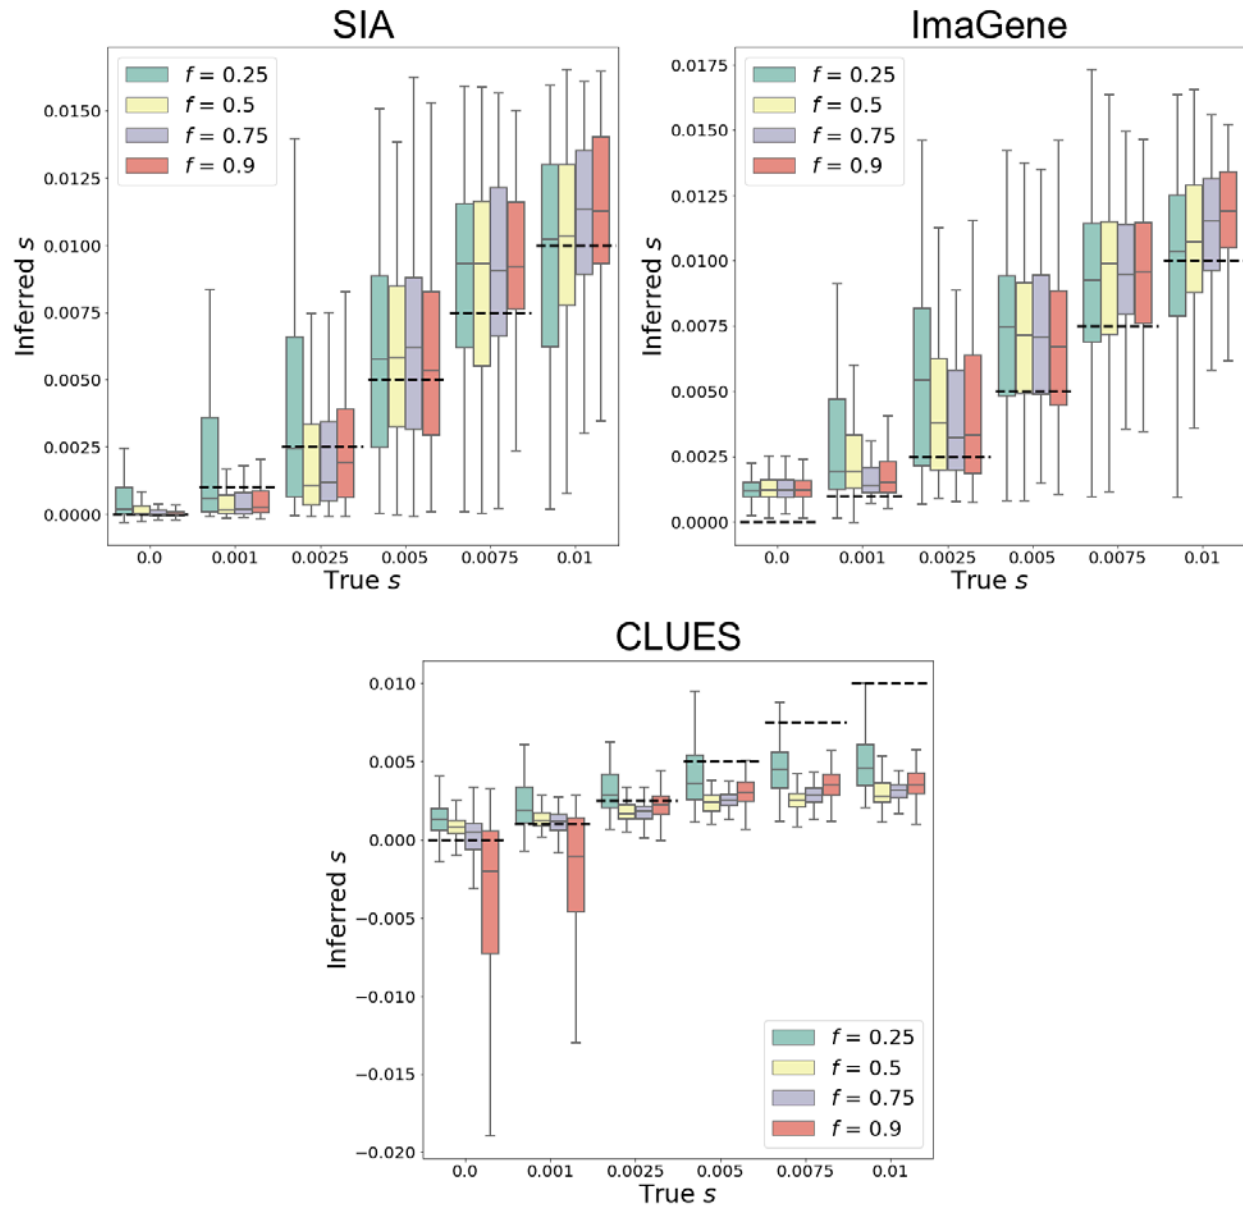 SIA
f = 0.25
f = 0.5
f = 0.75
f = 0.9
0.0150
0.0125
0.0100
0.0075
0.0050
0.0025
0.0000
Inferred s
0.0 0.001 0.0025 0.005 0.0075 0.01
True s
ImaGene
f = 0.25
f = 0.5
f = 0.75
f = 0.9
0.0175
0.0150
0.0125
0.0100
0.0075
0.0050
0.0025
0.0000
Inferred s
0.0 0.001 0.0025 0.005 0.0075 0.01
True s
CLUES
0.010
0.005
0.000
−0.005
−0.010
−0.015
−0.020
Inferred s
f = 0.25
f = 0.5
f = 0.75
f = 0.9
0.0 0.001 0.0025 0.005 0.0075 0.01
True s